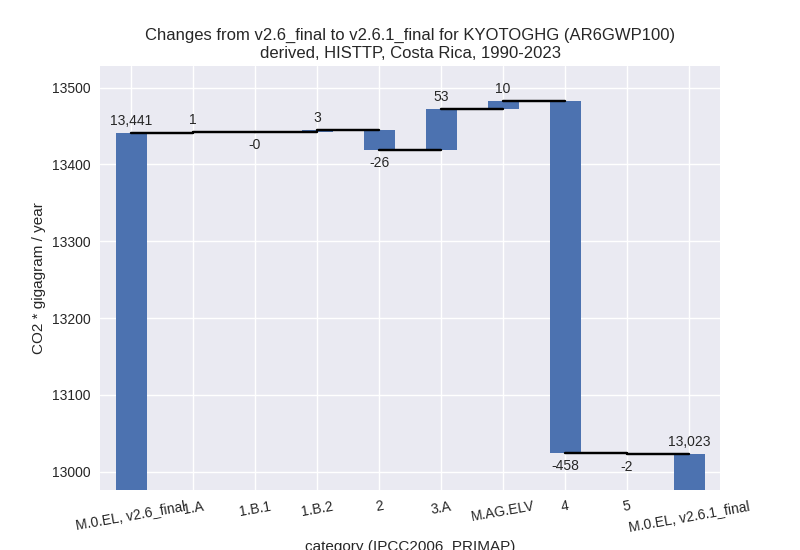 Changes from v2.6_final to v2.6.1_final for KYOTOGHG (AR6GWP100)
derived, HISTTP, Costa Rica, 1990-2023
CO2 * gigagram / year
13500
13400
13300
13200
13100
13000
13,441
1
-0
3
-26
53
10
-458
-2
13,023
M.0.EL, v2.6_final
1.A
1.B.1
1.B.2
2
3.A
M.AG.ELV
4
5
M.0.EL, v2.6.1_final
category (IPCC2006_PRIMAP)